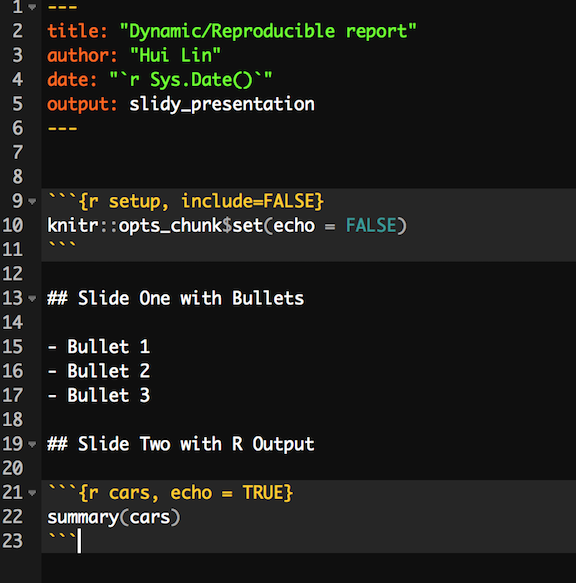 1 ---
2 title: "Dynamic/Reproducible report"
3 author: "Hui Lin"
4 date: "`r Sys.Date()`"
5 output: slidy_presentation
6 ---
7
8
9 ```{r setup, include=FALSE}
10 knitr::opts_chunk$set(echo = FALSE)
11 ```
12
13 ## Slide One with Bullets
14
15 - Bullet 1
16 - Bullet 2
17 - Bullet 3
18
19 ## Slide Two with R Output
20
21 ```{r cars, echo = TRUE}
22 summary(cars)
23 ```